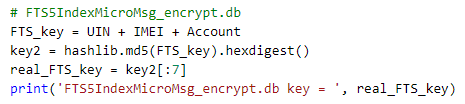 # FTS5IndexMicroMsg_encrypt.db
FTS_key = UIN + IMEI + Account
key2 = hashlib.md5(FTS_key).hexdigest()
real_FTS_key = key2[:7]
print('FTS5IndexMicroMsg_encrypt.db key = ', real_FTS_key)